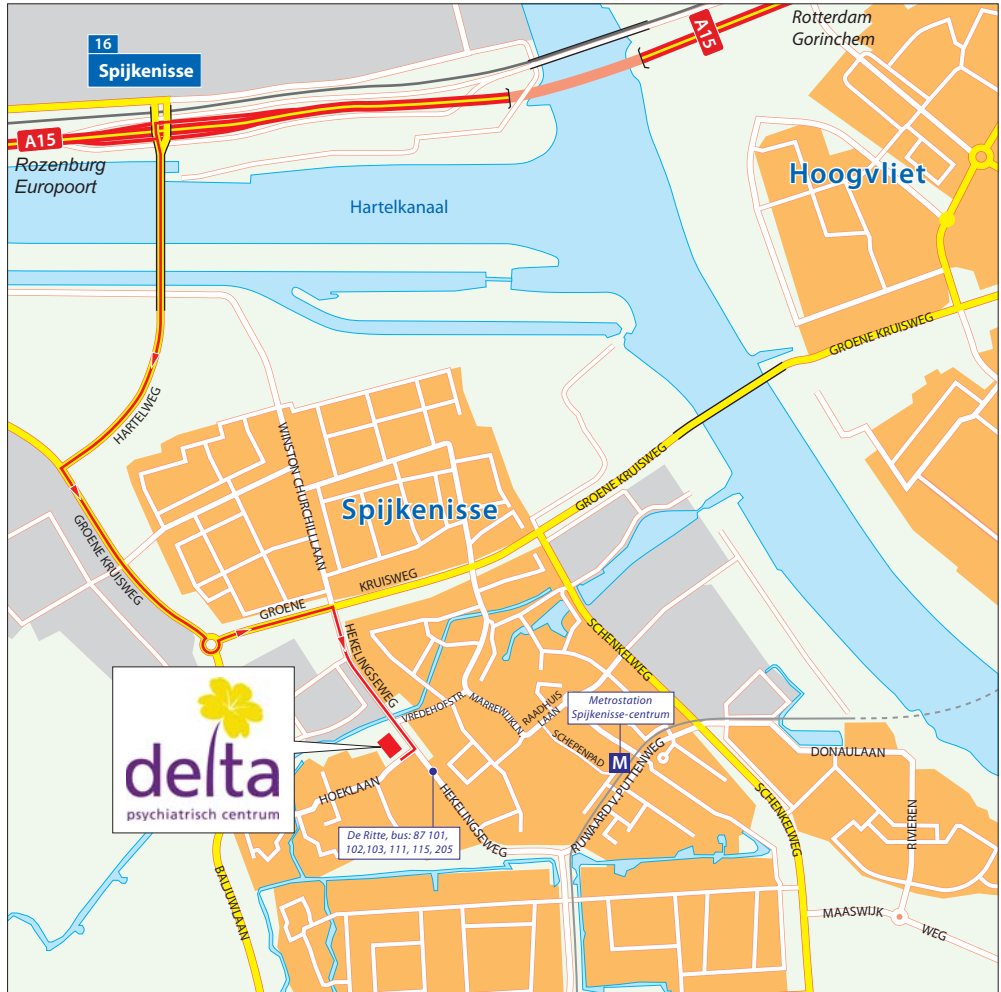 Rotterdam
Gorinchem
A15
16
Spijkenisse
A15
Rozenburg
Europoort
Hoogvliet
Hartelkanaal
GROENE KRUISWEG
HARTELWEG
WINSTON CHURCHILLLAAN
GROENE KRUISWEG
Spijkenisse
GROENE KRUISWEG
KRUISWEG
GROENE
HEKELINGSEWEG
SCHENKELWEG
VREDEHOFSTR.
MARREWIJKLN.
RAADHUIS
LAAN
Metrostation
Spijkenisse-centrum
SCHEPENPAD
M
RUWAARD V. PUTTENWEG
DONAULAAN
delta
psychiatrisch centrum
HOEKLAAN
HEKELINGSEWEG
SCHENKELWEG
RIVIEREN
De Ritte, bus: 87 101,
102,103, 111, 115, 205
BALJUWLAAN
MAASWIJK
WEG